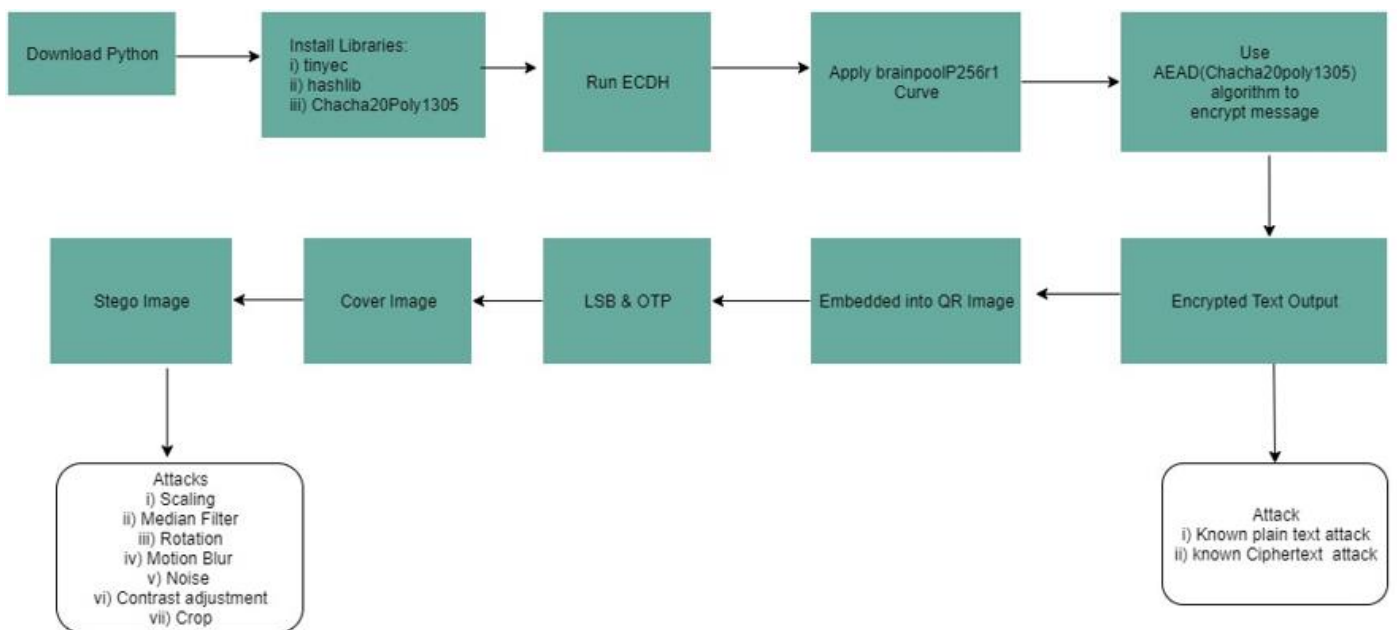 Download Python
Install Libraries:
i) tinyec
ii) hashlib
iii) Chacha20Poly1305
Run ECDH
Apply brainpoolP256r1
Curve
Use
AEAD(Chacha20poly1305)
algorithm to
encrypt message
Encrypted Text Output
Embedded into QR Image
LSB & OTP
Cover Image
Stego Image
Attacks
i) Scaling
ii) Median Filter
iii) Rotation
iv) Motion Blur
v) Noise
vi) Contrast adjustment
vii) Crop
Attack
i) Known plain text attack
ii) known Ciphertext attack